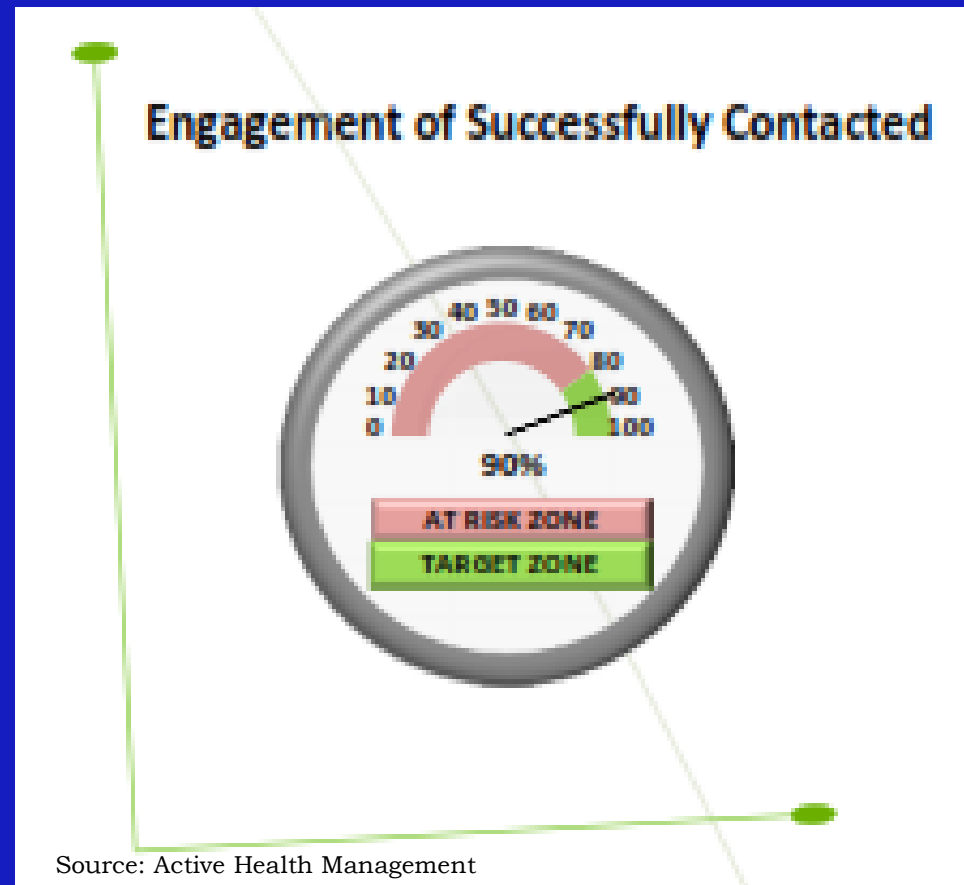 Engagement of Successfully Contacted
50
40 60
30 70
20 80
10 90
0 100
90%
AT RISK ZONE
TARGET ZONE
Source: Active Health Management